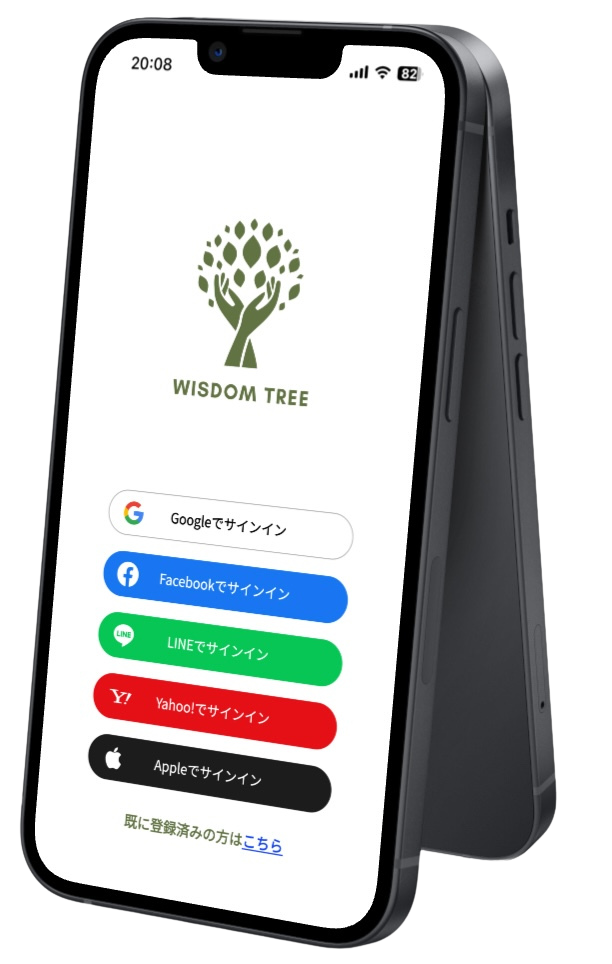 20:08
82
WISDOM TREE
Googleでサインイン
Facebookでサインイン
LINE
LINEでサインイン
Y!
Yahoo!でサインイン
Appleでサインイン
既に登録済みの方はこちら